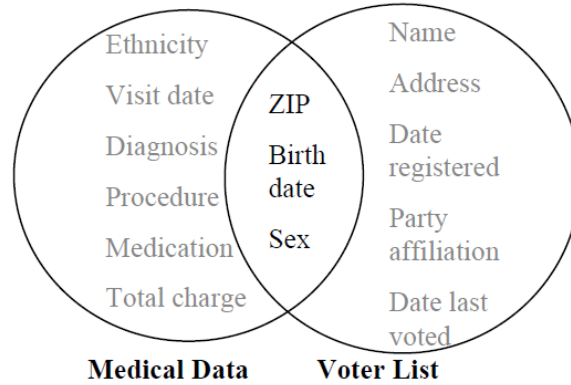 Ethnicity
Visit date
Diagnosis
Procedure
Medication
Total charge
ZIP
Birth
date
Sex
Name
Address
Date
registered
Party
affiliation
Date last
voted
Medical Data
Voter List